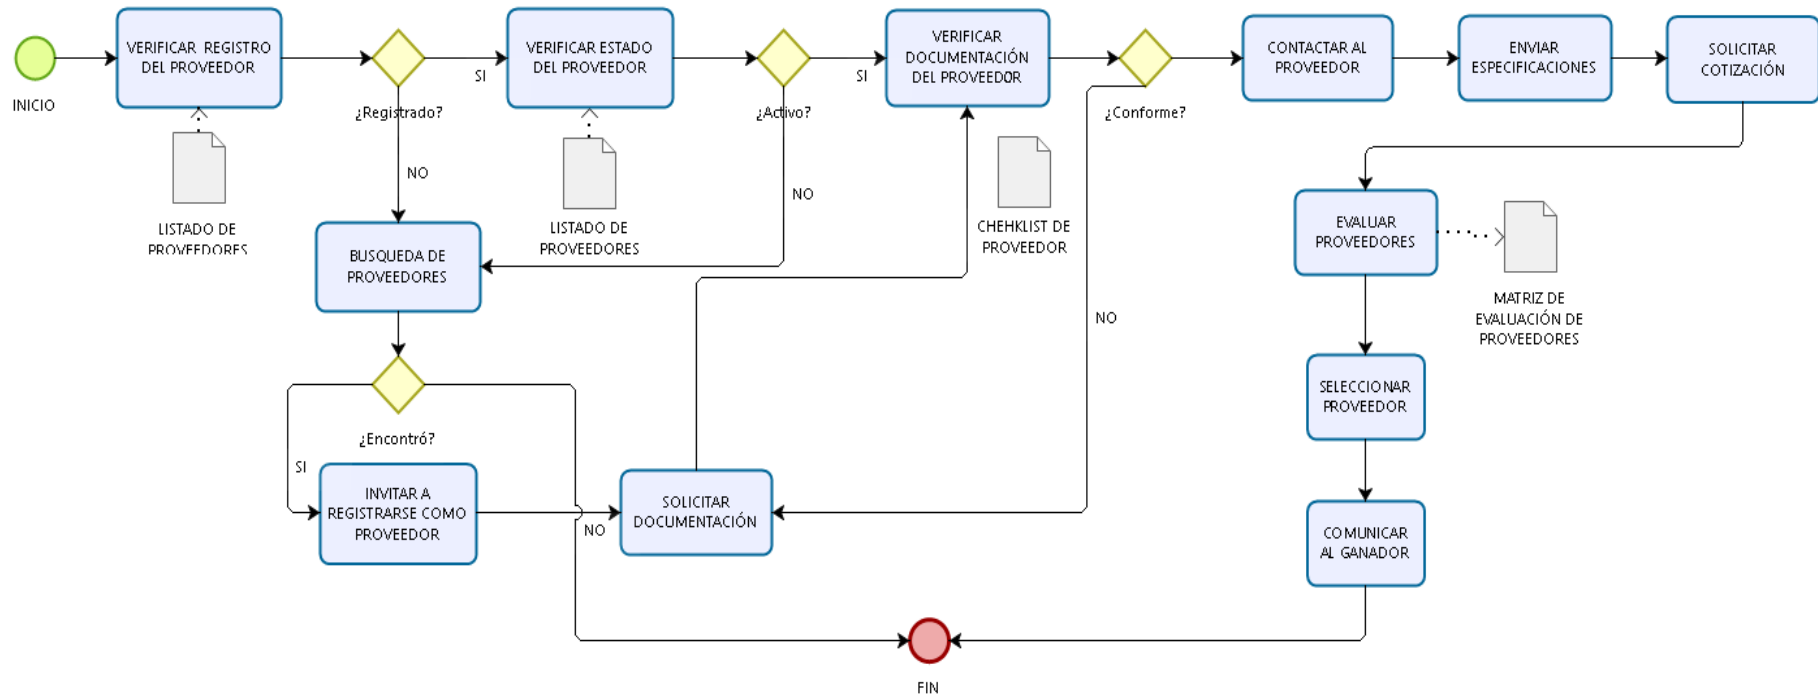 INICIO
VERIFICAR REGISTRO
DEL PROVEEDOR
LISTADO DE
PROVEEDORES
¿Registrado?
SI
NO
VERIFICAR ESTADO
DEL PROVEEDOR
LISTADO DE
PROVEEDORES
¿Activo?
SI
NO
VERIFICAR
DOCUMENTACIÓN
DEL PROVEEDOR
CHEHKLIST DE
PROVEEDOR
¿Conforme?
NO
CONTACTAR AL
PROVEEDOR
ENVIAR
ESPECIFICACIONES
SOLICITAR
COTIZACIÓN
BUSQUEDA DE
PROVEEDORES
¿Encontró?
SI
NO
INVITAR A
REGISTRARSE COMO
PROVEEDOR
SOLICITAR
DOCUMENTACIÓN
EVALUAR
PROVEEDORES
MATRIZ DE
EVALUACIÓN DE
PROVEEDORES
SELECCIONAR
PROVEEDOR
COMUNICAR
AL GANADOR
FIN